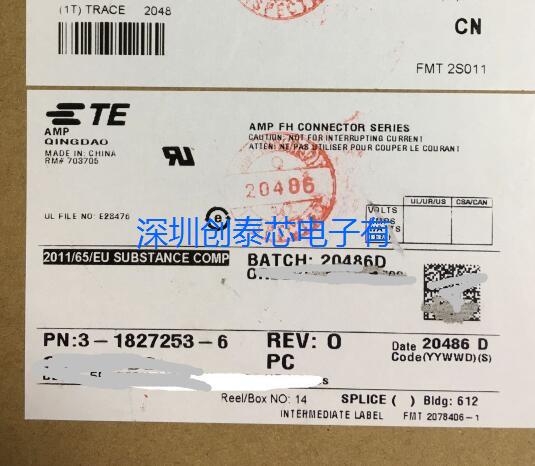 (1T) TRACE 2048
CN
FMT 2S011
TE
AMP
QINGDAO
MADE IN: CHINA
RM# 703705
AMP FH CONNECTOR SERIES
CAUTION, NOT FOR INTERRUPTING CURRENT
ATTEN: NE/PAS UTILISER POUR COUPER LE COURANT
20486
UL FILE NO: E28476
e
UL/UR/US CSA/CAN
VOLTS
深圳创泰芯电子有
2011/65/EU SUBSTANCE COMP
BATCH: 20486D
PN:3-1827253-6
REV: O
PC
Date 20486 D
Code(YYWWD)(S)
Reel/Box NO: 14
SPLICE ( ) Bldg: 612
INTERMEDIATE LABEL FMT 2078406-1